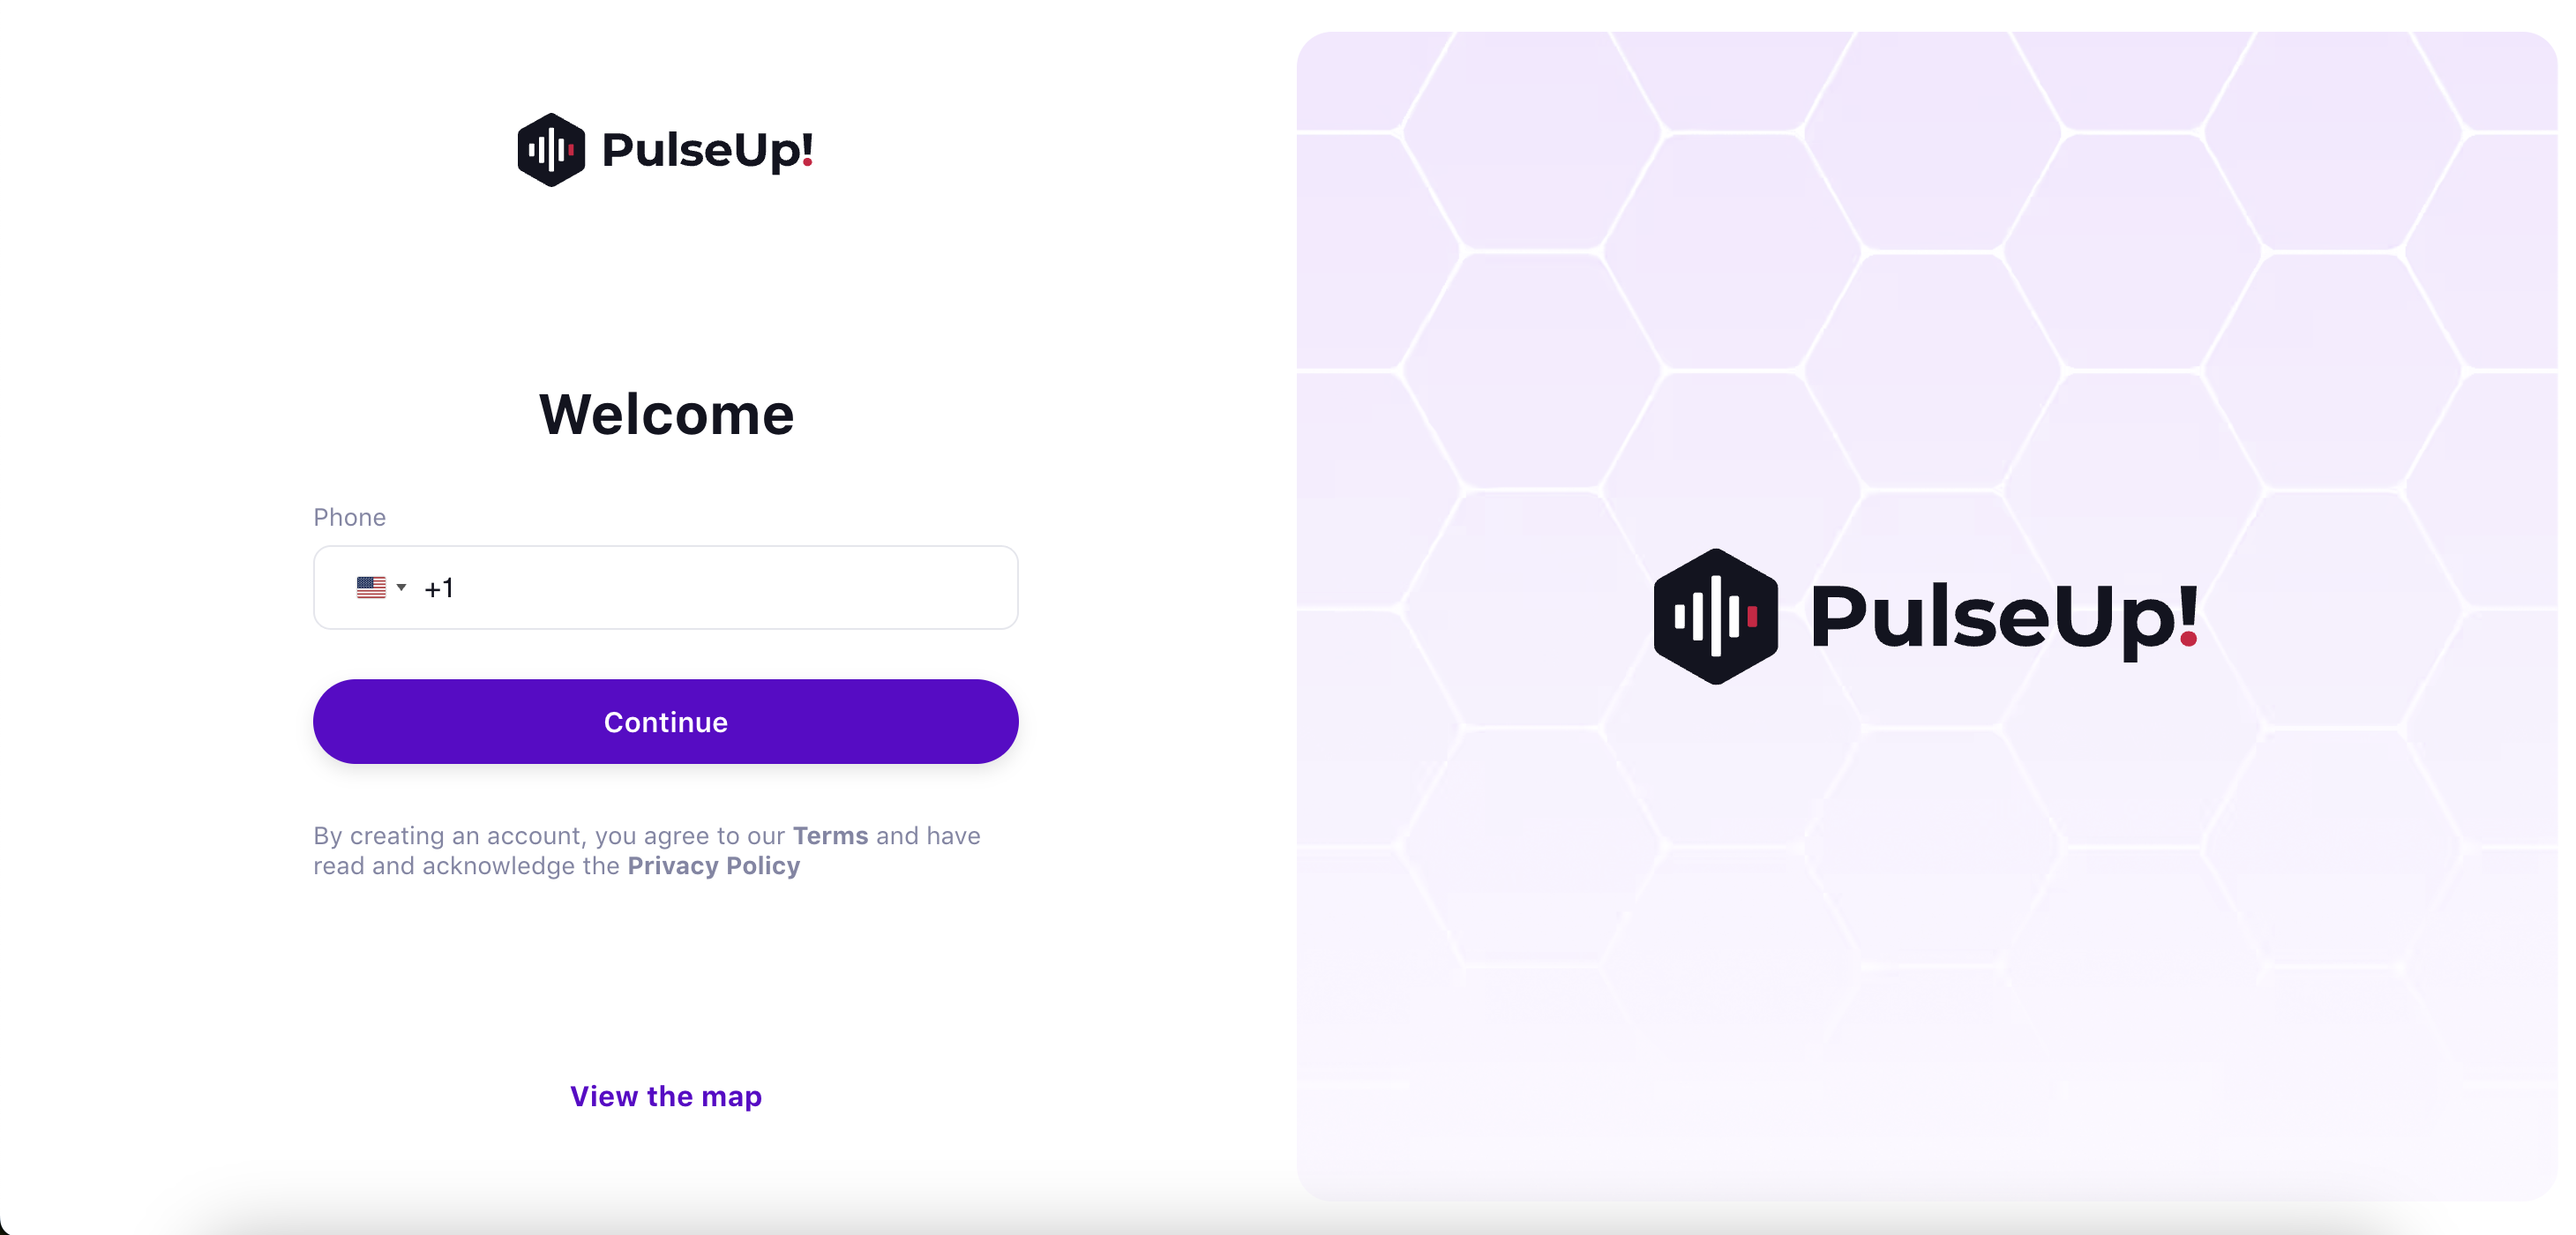 PulseUp!
Welcome
Phone
+1
Continue
By creating an account, you agree to our Terms and have
read and acknowledge the Privacy Policy
View the map
PulseUp!